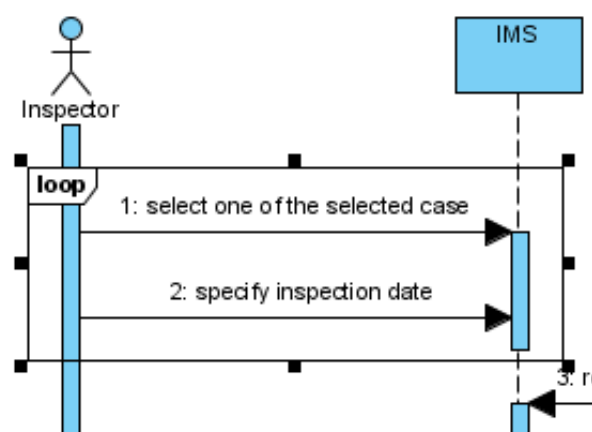 IMS
Inspector
loop
1: select one of the selected case
2: specify inspection date
3: